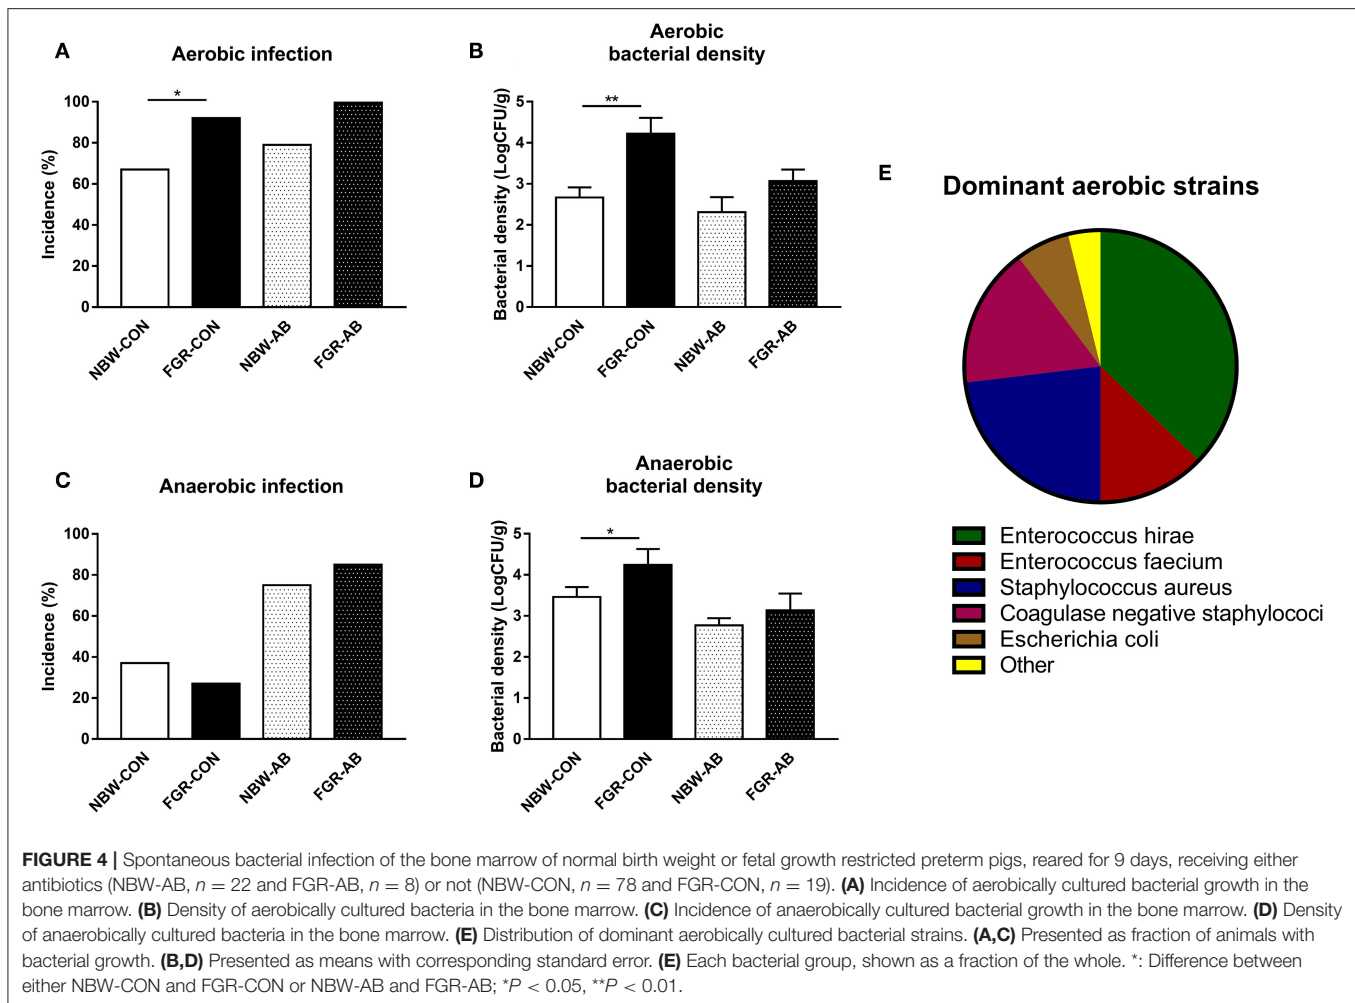 A
Aerobic infection
Incidence (%)
100
80
60
40
20
0
*
NBW-CON
FGR-CON
NBW-AB
FGR-AB
B
Aerobic
bacterial density
Bacterial density (LogCFU/g)
5
4
3
2
1
0
**
NBW-CON
FGR-CON
NBW-AB
FGR-AB
C
Anaerobic infection
Incidence (%)
100
80
60
40
20
0
NBW-CON
FGR-CON
NBW-AB
FGR-AB
D
Anaerobic
bacterial density
Bacterial density (LogCFU/g)
5
4
3
2
1
0
*
NBW-CON
FGR-CON
NBW-AB
FGR-AB
E
Dominant aerobic strains
Enterococcus hirae
Enterococcus faecium
Staphylococcus aureus
Coagulase negative staphylococi
Escherichia coli
Other
FIGURE 4 | Spontaneous bacterial infection of the bone marrow of normal birth weight or fetal growth restricted preterm pigs, reared for 9 days, receiving either
antibiotics (NBW-AB, n = 22 and FGR-AB, n = 8) or not (NBW-CON, n = 78 and FGR-CON, n = 19). (A) Incidence of aerobically cultured bacterial growth in the
bone marrow. (B) Density of aerobically cultured bacteria in the bone marrow. (C) Incidence of anaerobically cultured bacterial growth in the bone marrow. (D) Density
of anaerobically cultured bacteria in the bone marrow. (E) Distribution of dominant aerobically cultured bacterial strains. (A,C) Presented as fraction of animals with
bacterial growth. (B,D) Presented as means with corresponding standard error. (E) Each bacterial group, shown as a fraction of the whole. *: Difference between
either NBW-CON and FGR-CON or NBW-AB and FGR-AB; *P < 0.05, **P < 0.01.